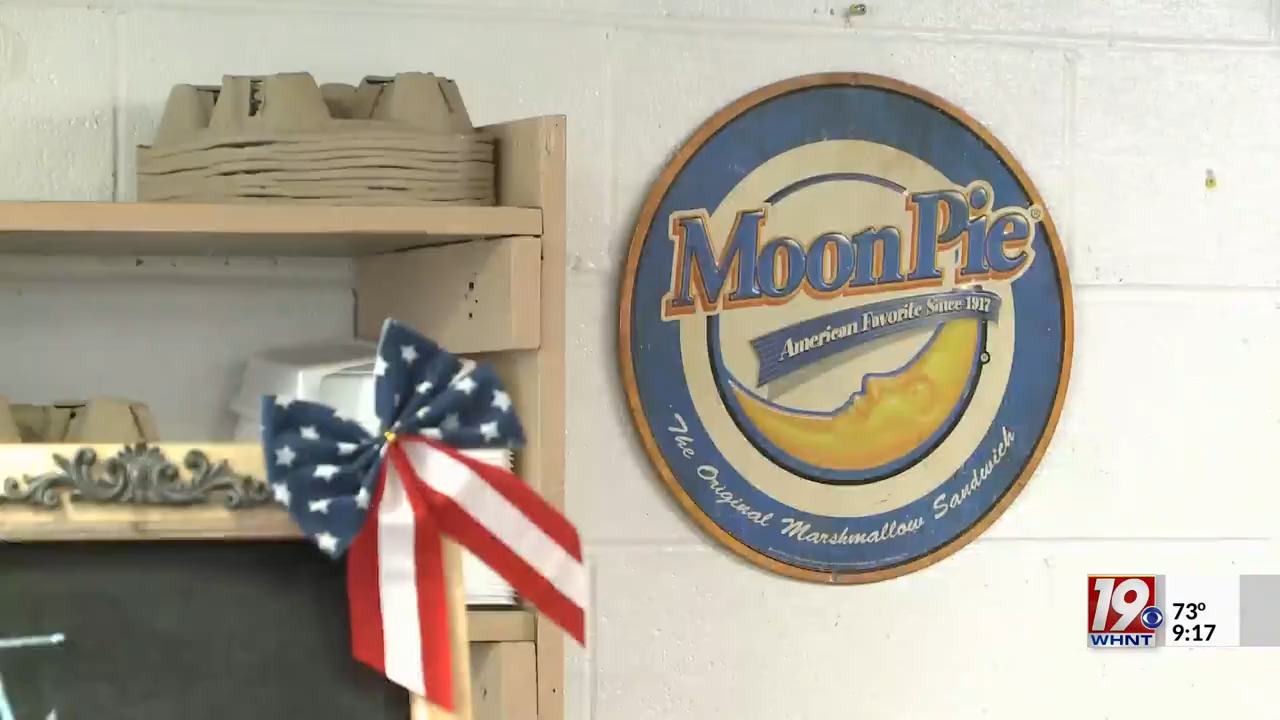 MoonPie®
American Favorite Since 1917
The Original Marshmallow Sandwich
19
WHNT
73°
9:17